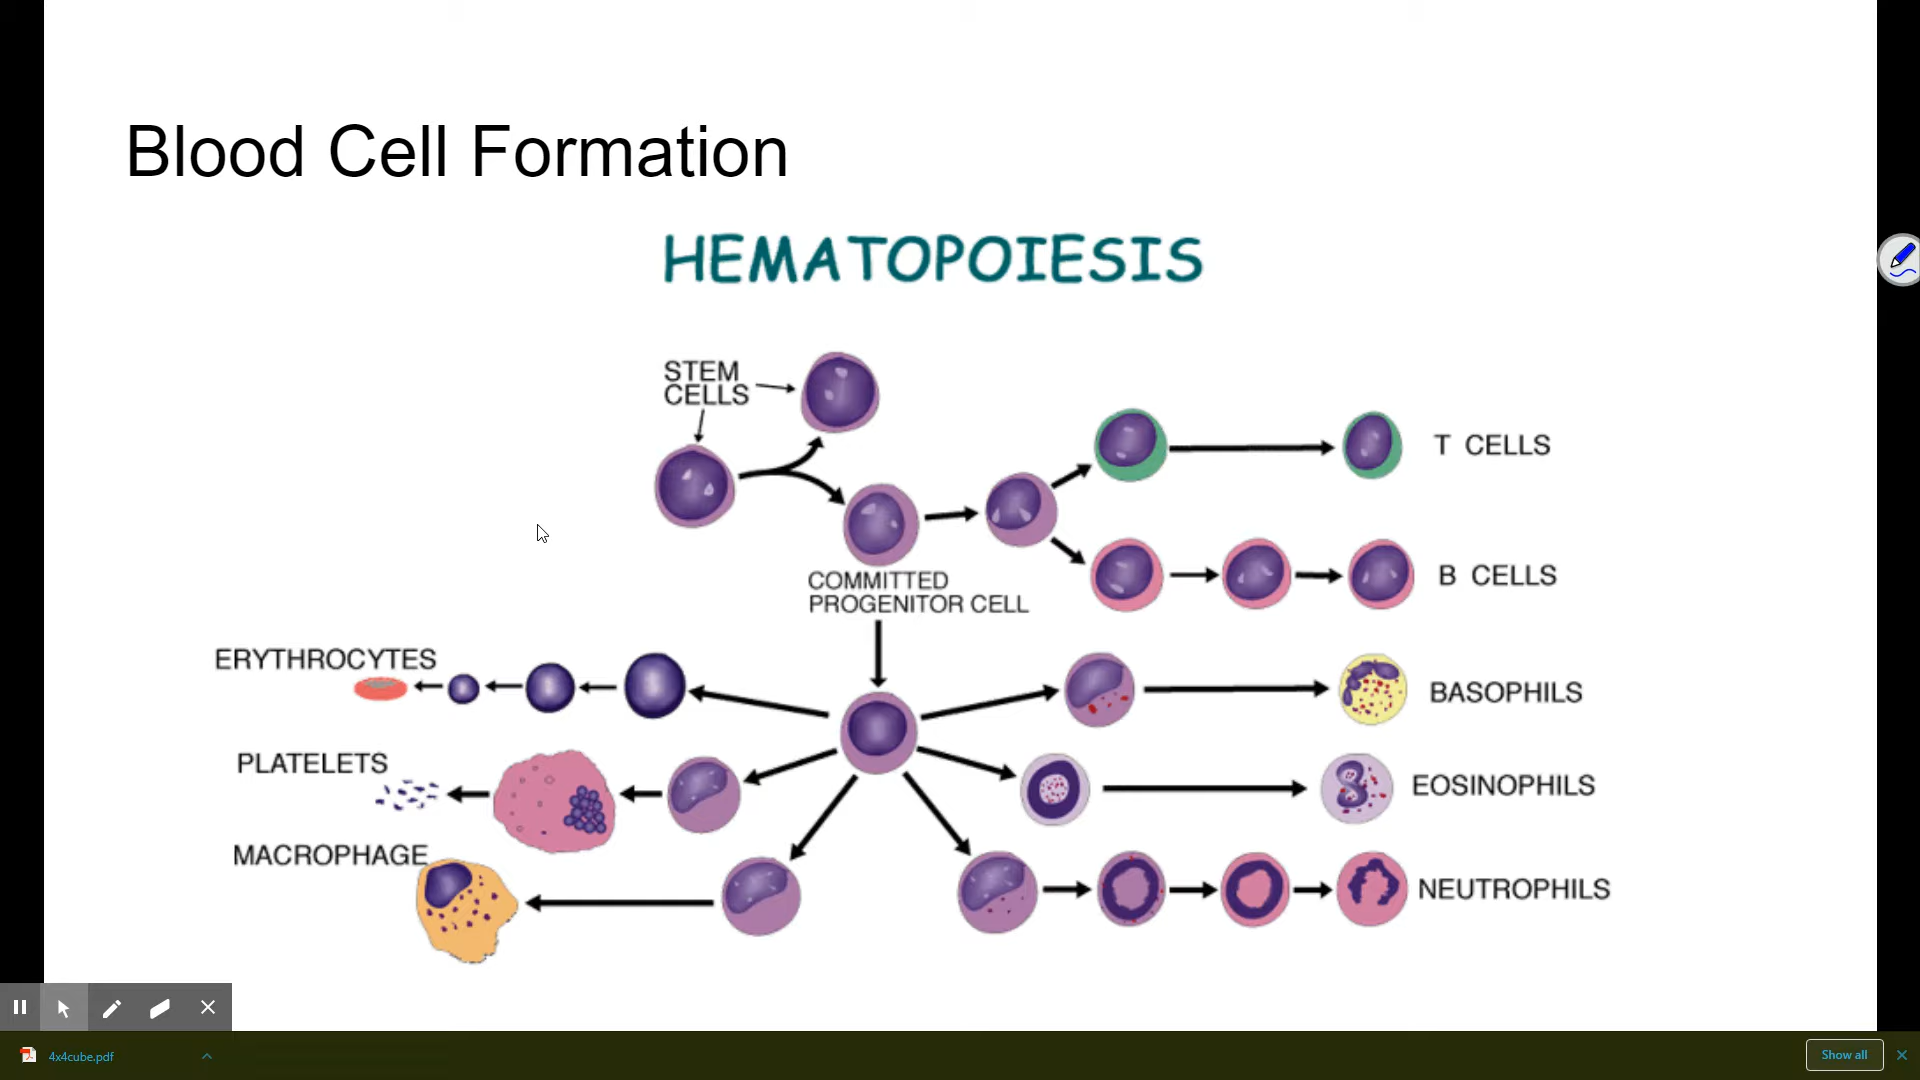 Blood Cell Formation
HEMATOPOIESIS
STEM
CELLS
T CELLS
B CELLS
COMMITTED
PROGENITOR CELL
ERYTHROCYTES
BASOPHILS
PLATELETS
EOSINOPHILS
MACROPHAGE
NEUTROPHILS
4x4cube.pdf
Show all